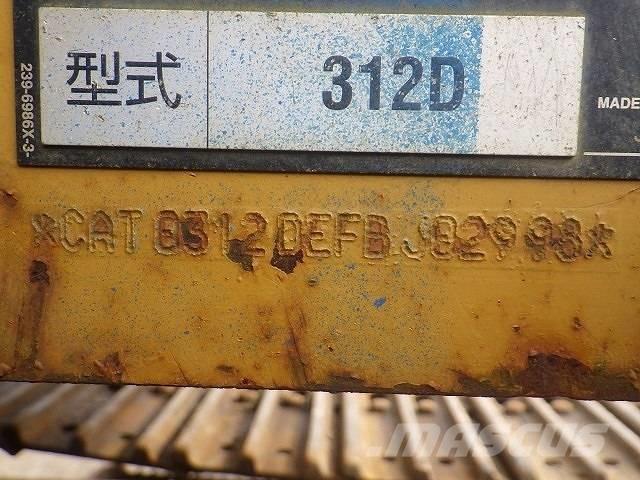 型式 312D
239-6986X-3-
MADE
*CAT0312DEFBJ02998*
MASCUS